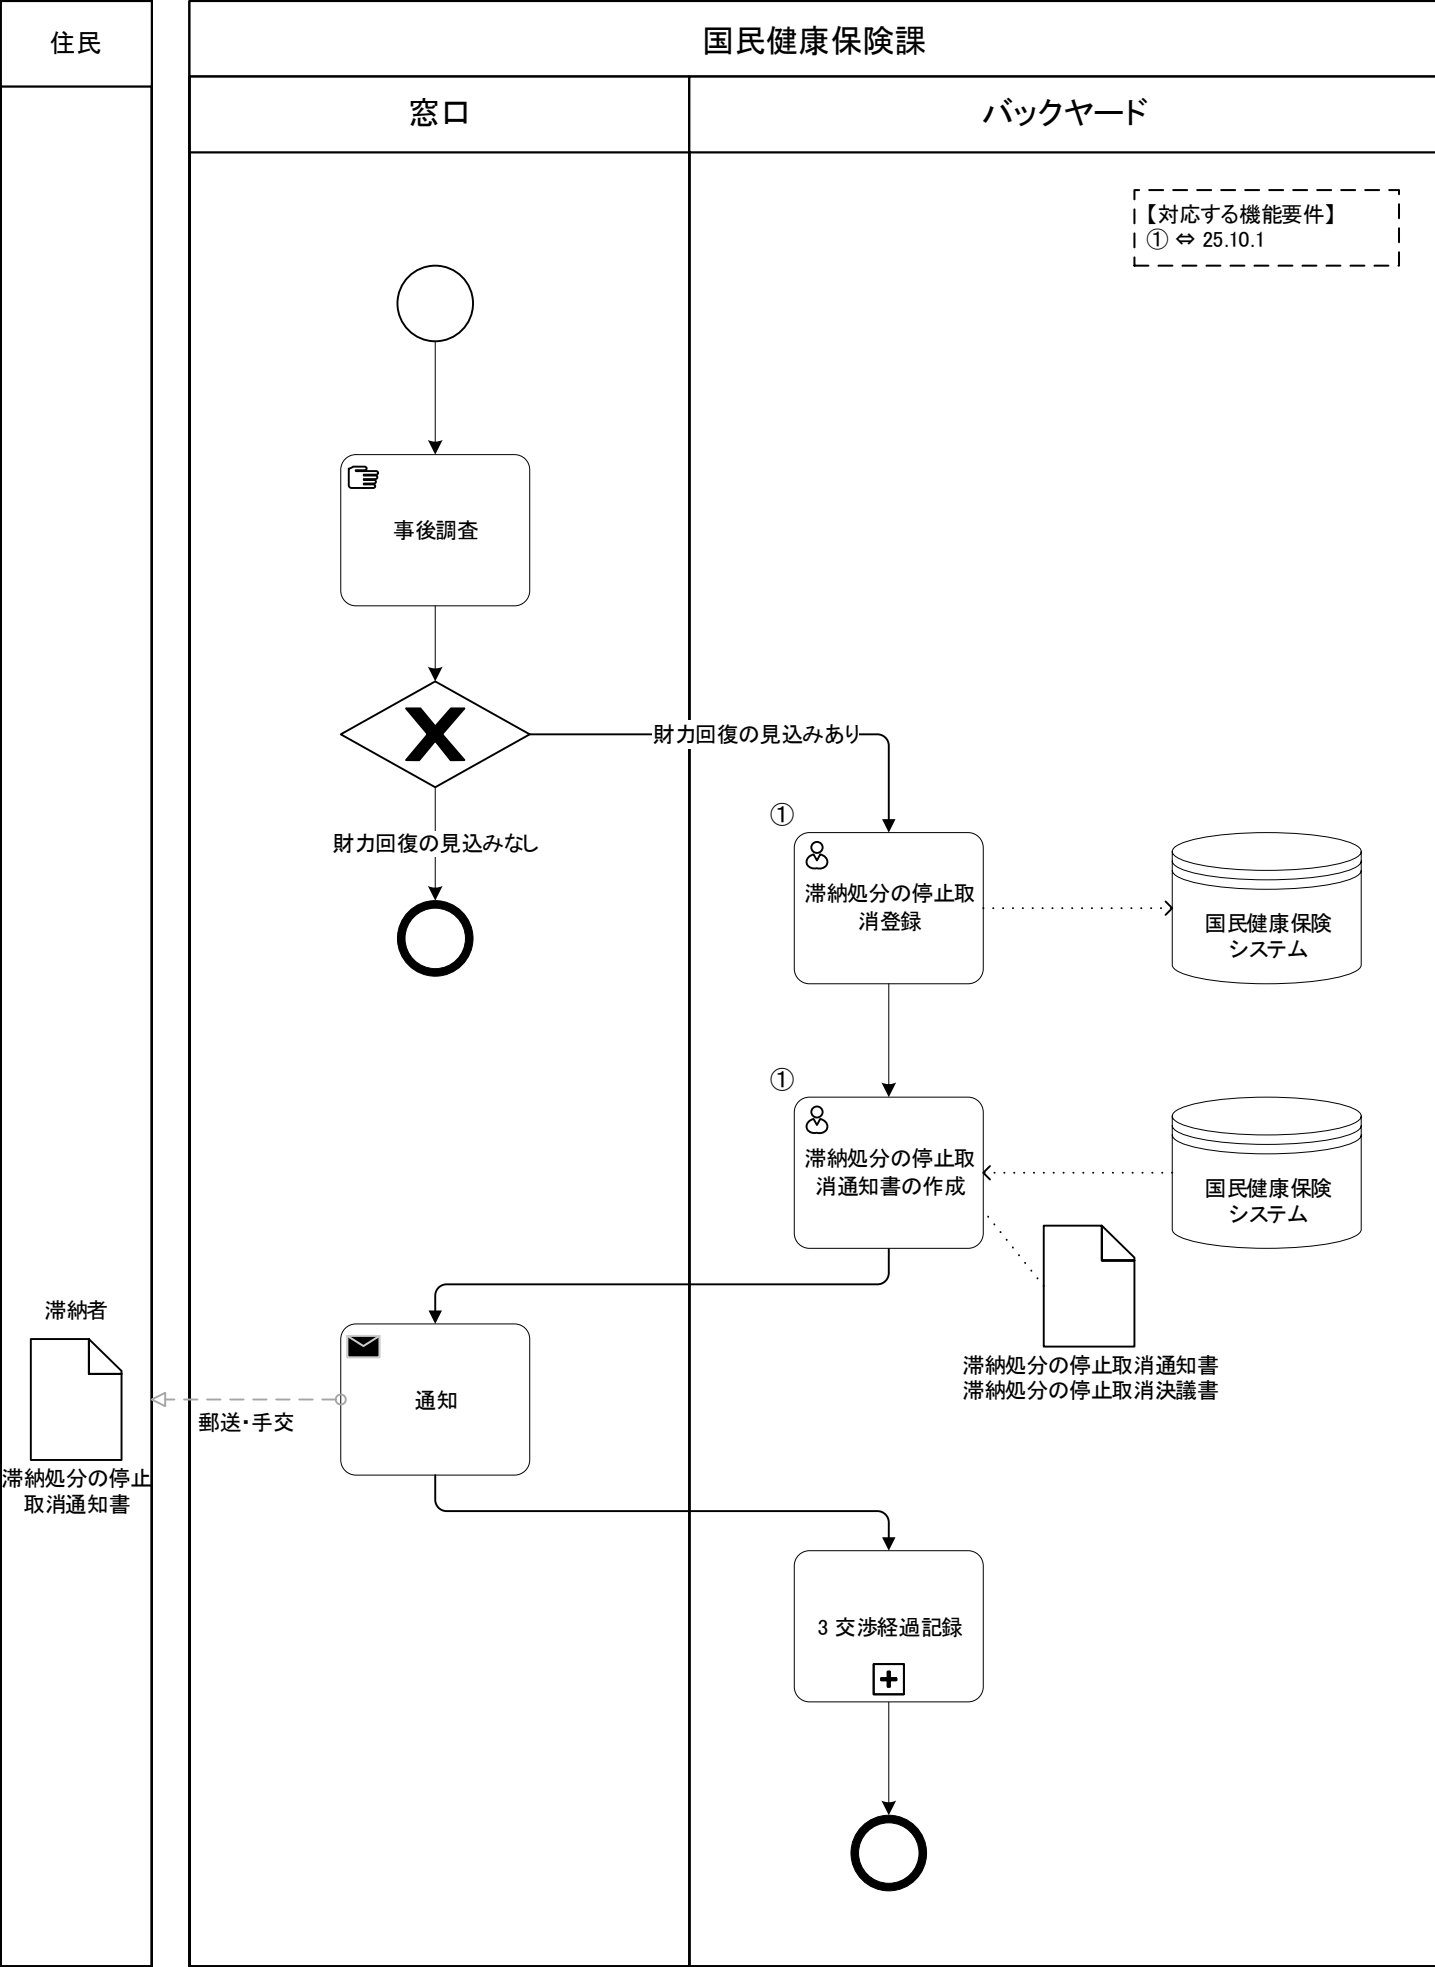 住民
国民健康保険課
窓口
バックヤード
【対応する機能要件】
① ⇔ 25.10.1
事後調査
財力回復の見込みあり
財力回復の見込みなし
①
滞納処分の停止取
消登録
国民健康保険
システム
①
滞納処分の停止取
消通知書の作成
国民健康保険
システム
滞納処分の停止取消通知書
滞納処分の停止取消決議書
滞納者
滞納処分の停止
取消通知書
郵送・手交
通知
3 交渉経過記録